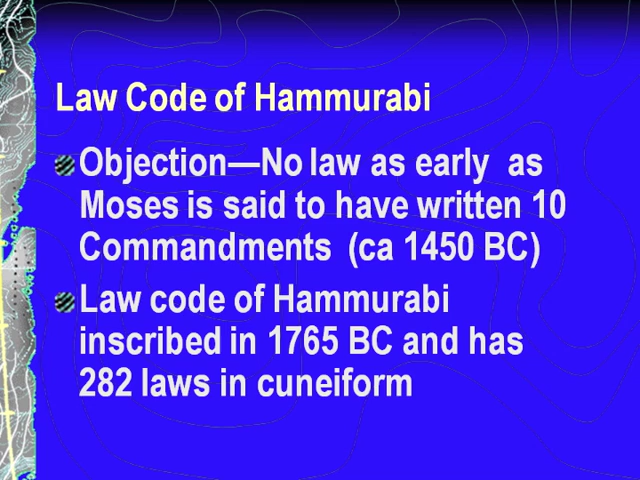 Law Code of Hammurabi
Objection—No law as early as
Moses is said to have written 10
Commandments (ca 1450 BC)
Law code of Hammurabi
inscribed in 1765 BC and has
282 laws in cuneiform